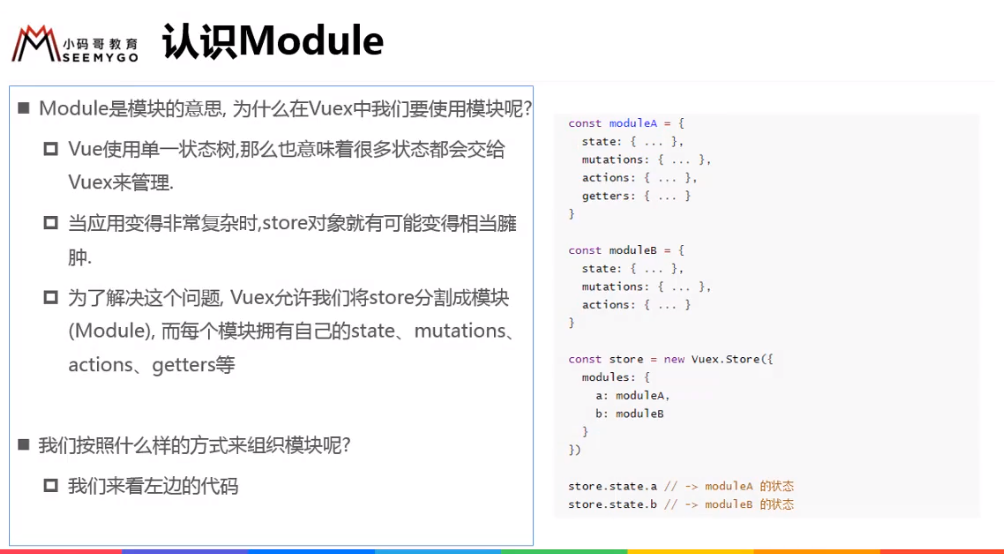 小码哥教育
SEEMYGO
认识Module
Module是模块的意思, 为什么在Vuex中我们要使用模块呢?
Vue使用单一状态树,那么也意味着很多状态都会交给
Vuex来管理.
当应用变得非常复杂时,store对象就有可能变得相当臃
肿.
为了解决这个问题, Vuex允许我们将store分割成模块
(Module), 而每个模块拥有自己的state、mutations、
actions、getters等
我们按照什么样的方式来组织模块呢?
我们来看左边的代码
const moduleA = {
  state: { ... },
  mutations: { ... },
  actions: { ... },
  getters: { ... }
}
const moduleB = {
  state: { ... },
  mutations: { ... },
  actions: { ... }
}
const store = new Vuex.Store({
  modules: {
    a: moduleA,
    b: moduleB
  }
})
store.state.a // -> moduleA 的状态
store.state.b // -> moduleB 的状态